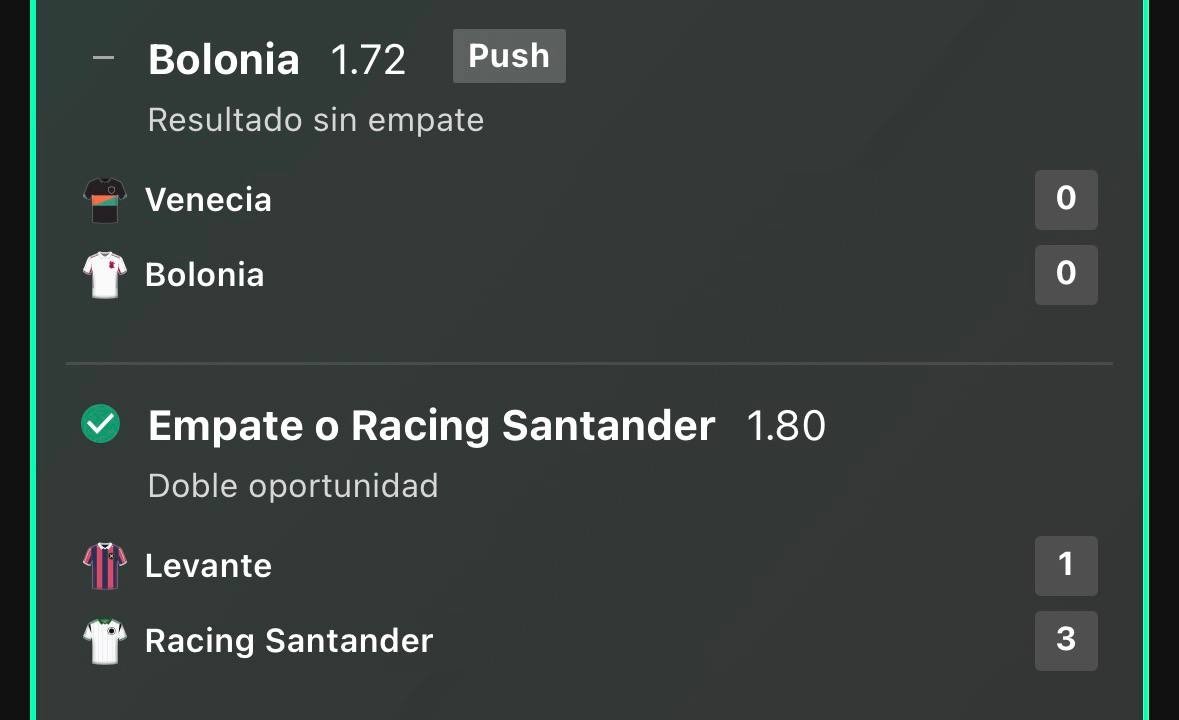 Bolonia 1.72 Push
Resultado sin empate
Venecia 0
Bolonia 0
Empate o Racing Santander 1.80
Doble oportunidad
Levante 1
Racing Santander 3